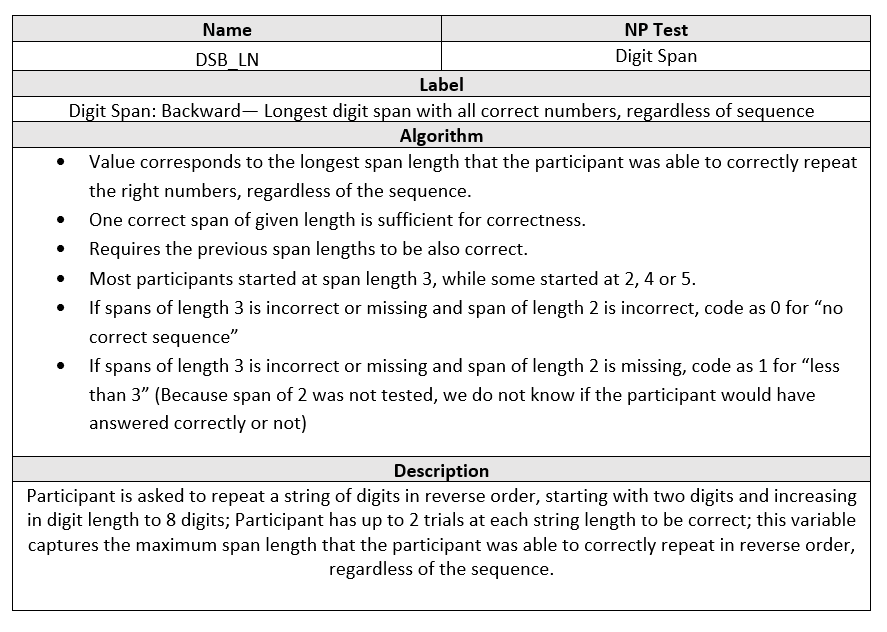 Name NP Test
DSB_LN Digit Span
Label
Digit Span: Backward— Longest digit span with all correct numbers, regardless of sequence
Algorithm
• Value corresponds to the longest span length that the participant was able to correctly repeat
the right numbers, regardless of the sequence.
• One correct span of given length is sufficient for correctness.
• Requires the previous span lengths to be also correct.
• Most participants started at span length 3, while some started at 2, 4 or 5.
• If spans of length 3 is incorrect or missing and span of length 2 is incorrect, code as 0 for “no
correct sequence”
• If spans of length 3 is incorrect or missing and span of length 2 is missing, code as 1 for “less
than 3” (Because span of 2 was not tested, we do not know if the participant would have
answered correctly or not)
Description
Participant is asked to repeat a string of digits in reverse order, starting with two digits and increasing
in digit length to 8 digits; Participant has up to 2 trials at each string length to be correct; this variable
captures the maximum span length that the participant was able to correctly repeat in reverse order,
regardless of the sequence.